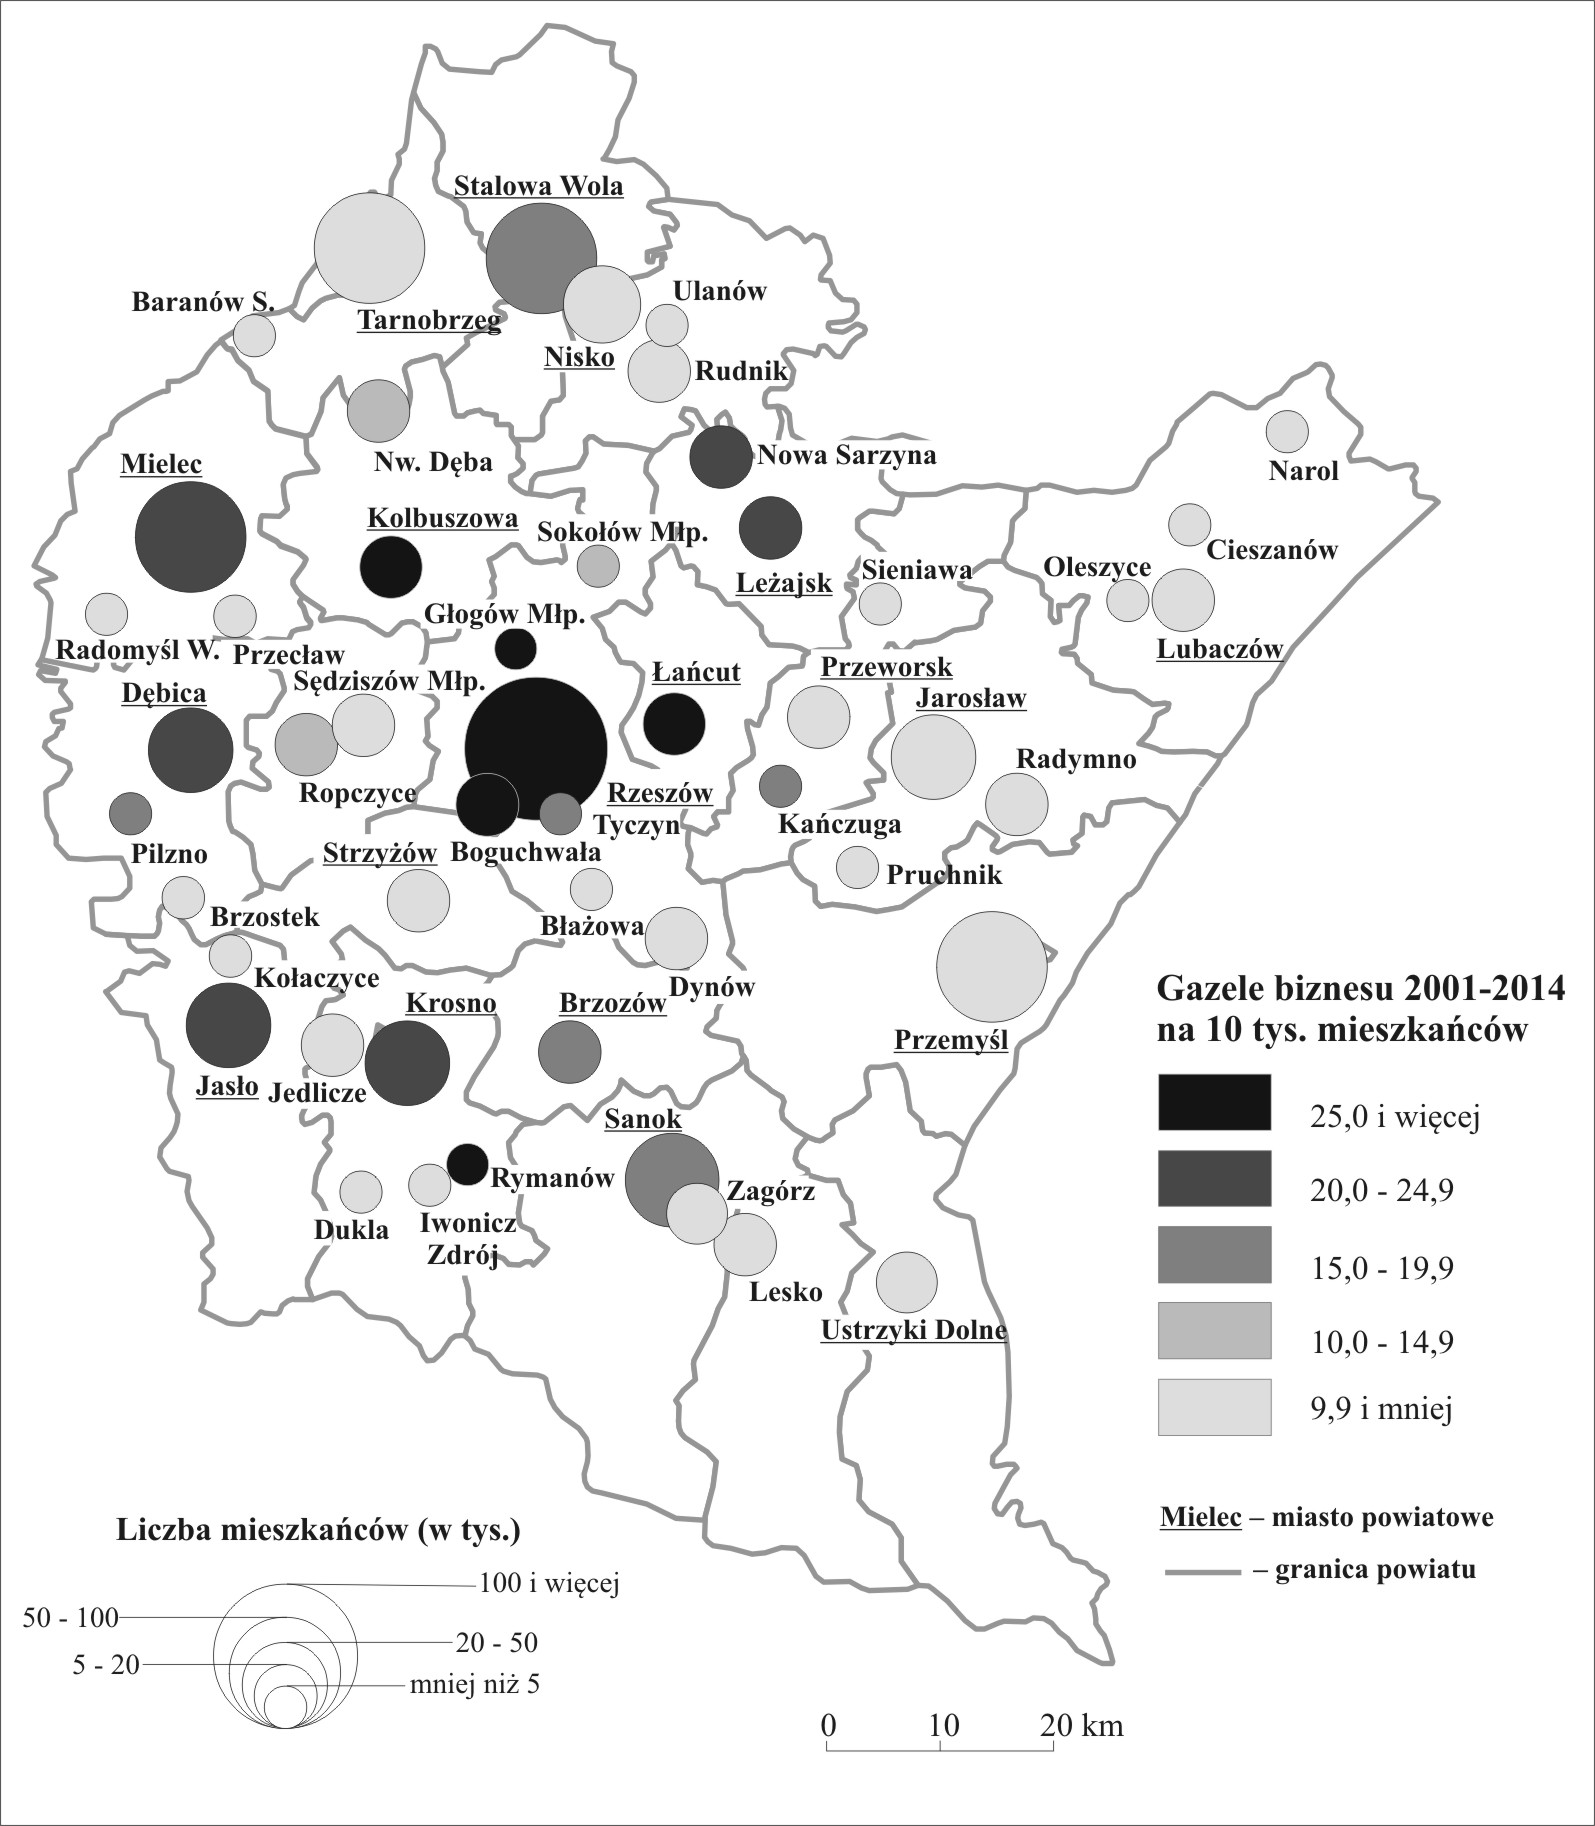 Stalowa Wola
Ulanów
Baranów S.
Tarnobrzeg
Nisko
Rudnik
Nw. Dęba
Nowa Sarzyna
Narol
Mielec
Kolbuszowa
Sokołów Młp.
Cieszanów
Oleszyce
Sieniawa
Leżajsk
Głogów Młp.
Radomyśl W.
Przecław
Lubaczów
Łańcut
Przeworsk
Sędziszów Młp.
Dębica
Jarosław
Radymno
Ropczyce
Rzeszów
Tyczyn
Kańczuga
Pilzno
Strzyżów
Boguchwała
Pruchnik
Brzostek
Błażowa
Kołaczyce
Dynów
Krosno
Brzozów
Przemyśl
Jasło
Jedlicze
Sanok
Rymanów
Zagórz
Dukla
Iwonicz
Zdrój
Lesko
Ustrzyki Dolne
Gazele biznesu 2001-2014
na 10 tys. mieszkańców
25,0 i więcej
20,0 - 24,9
15,0 - 19,9
10,0 - 14,9
9,9 i mniej
Mielec – miasto powiatowe
– granica powiatu
Liczba mieszkańców (w tys.)
100 i więcej
50 - 100
20 - 50
5 - 20
mniej niż 5
0 10 20 km